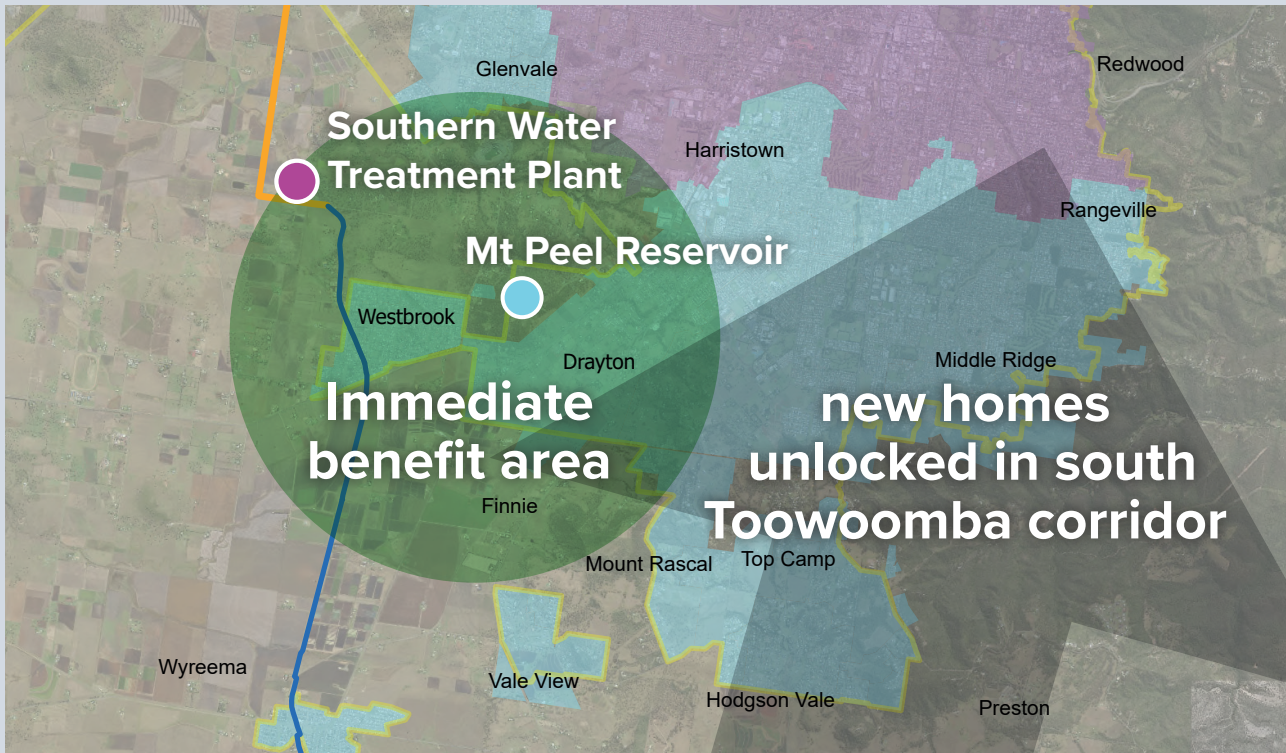 Glenvale
Redwood
Southern Water
Treatment Plant
Harristown
Rangeville
Mt Peel Reservoir
Westbrook
Drayton
Middle Ridge
Immediate
benefit area
new homes
unlocked in south
Toowoomba corridor
Finnie
Mount Rascal
Top Camp
Wyreema
Vale View
Hodgson Vale
Preston